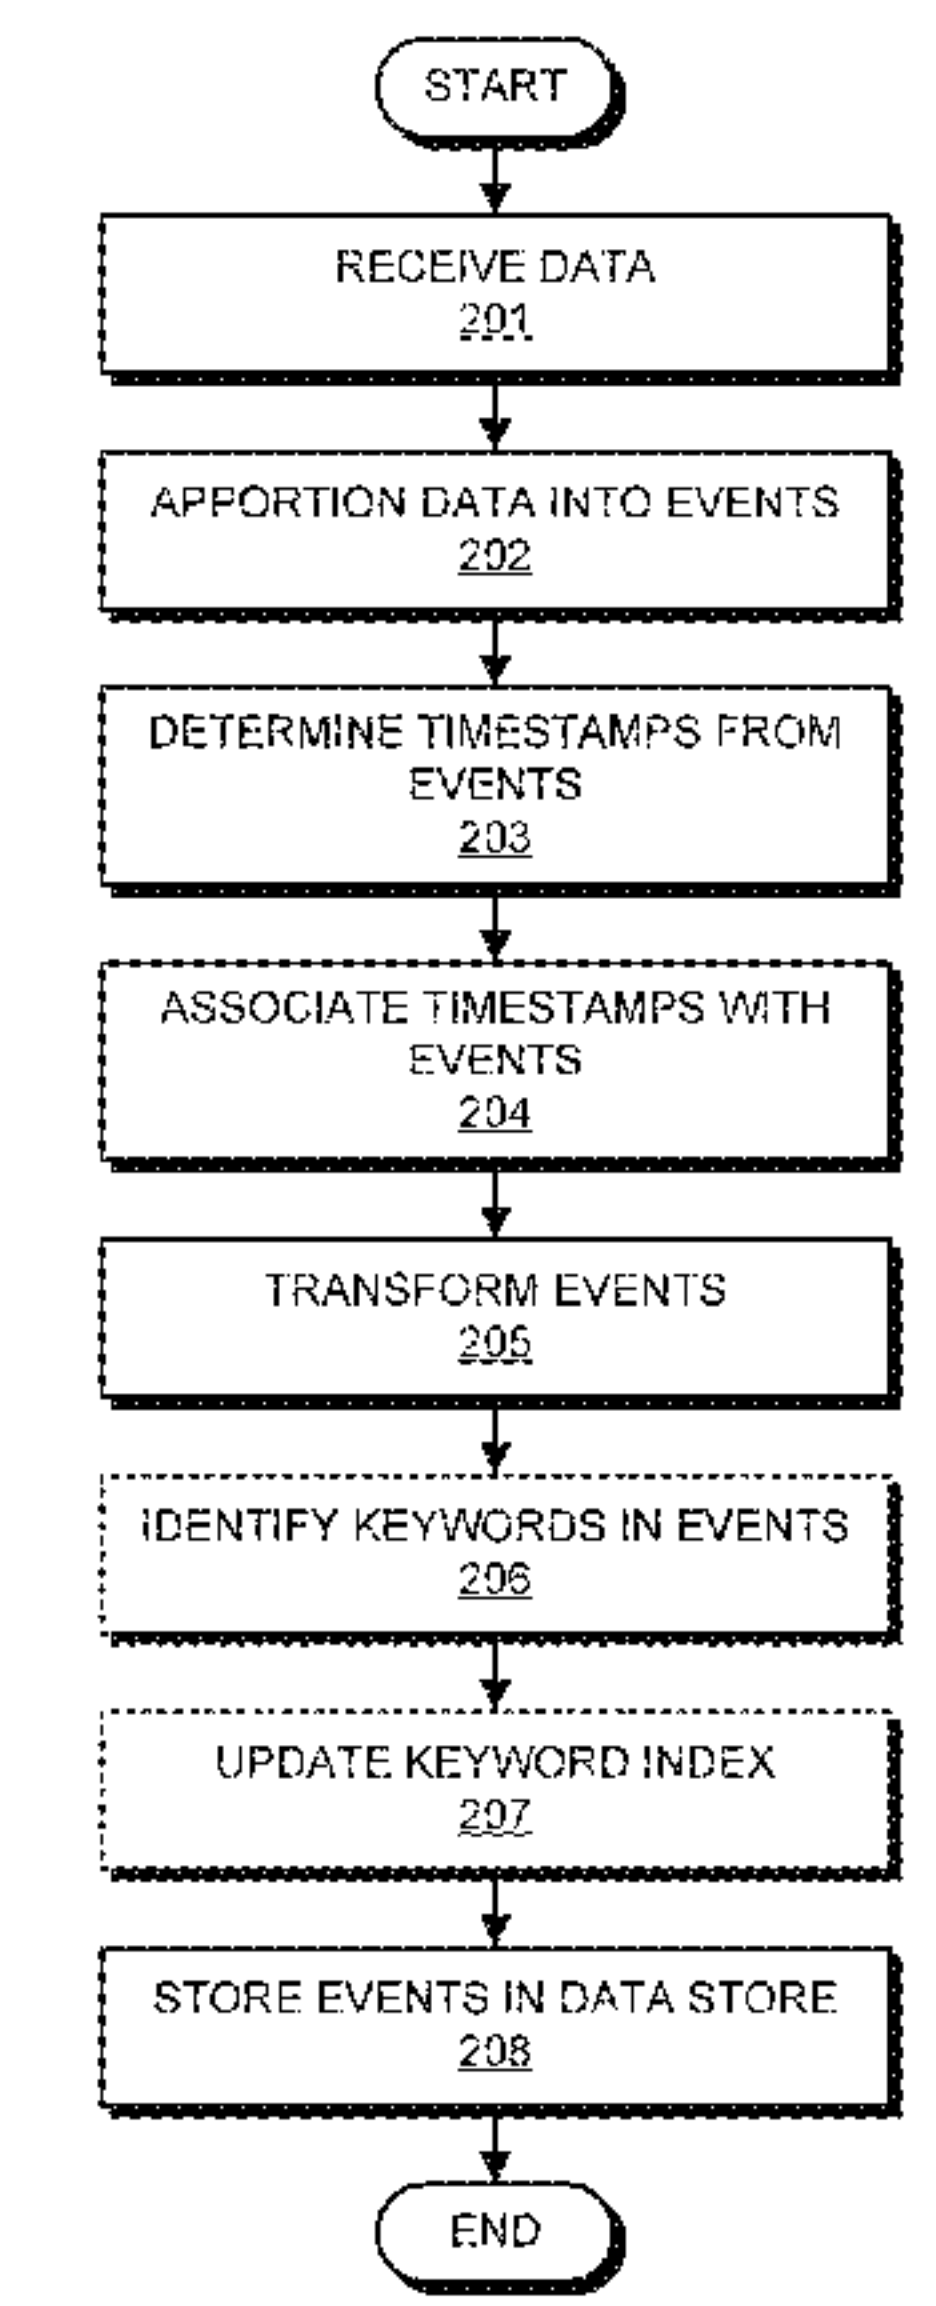 START
RECEIVE DATA
201
APPORTION DATA INTO EVENTS
202
DETERMINE TIMESTAMPS FROM
EVENTS
203
ASSOCIATE TIMESTAMPS WITH
EVENTS
204
TRANSFORM EVENTS
205
IDENTIFY KEYWORDS IN EVENTS
206
UPDATE KEYWORD INDEX
207
STORE EVENTS IN DATA STORE
208
END